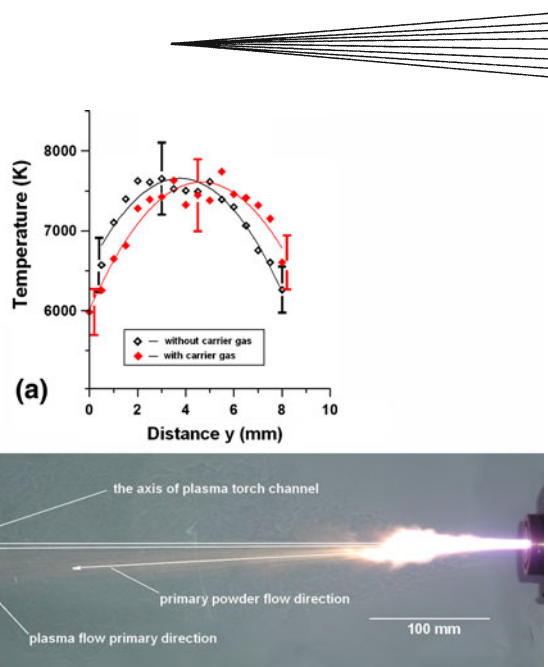 8000
7000
6000
Temperature (K)
— without carrier gas
— with carrier gas
(a)
0 2 4 6 8 10
Distance y (mm)
the axis of plasma torch channel
primary powder flow direction
100 mm
plasma flow primary direction